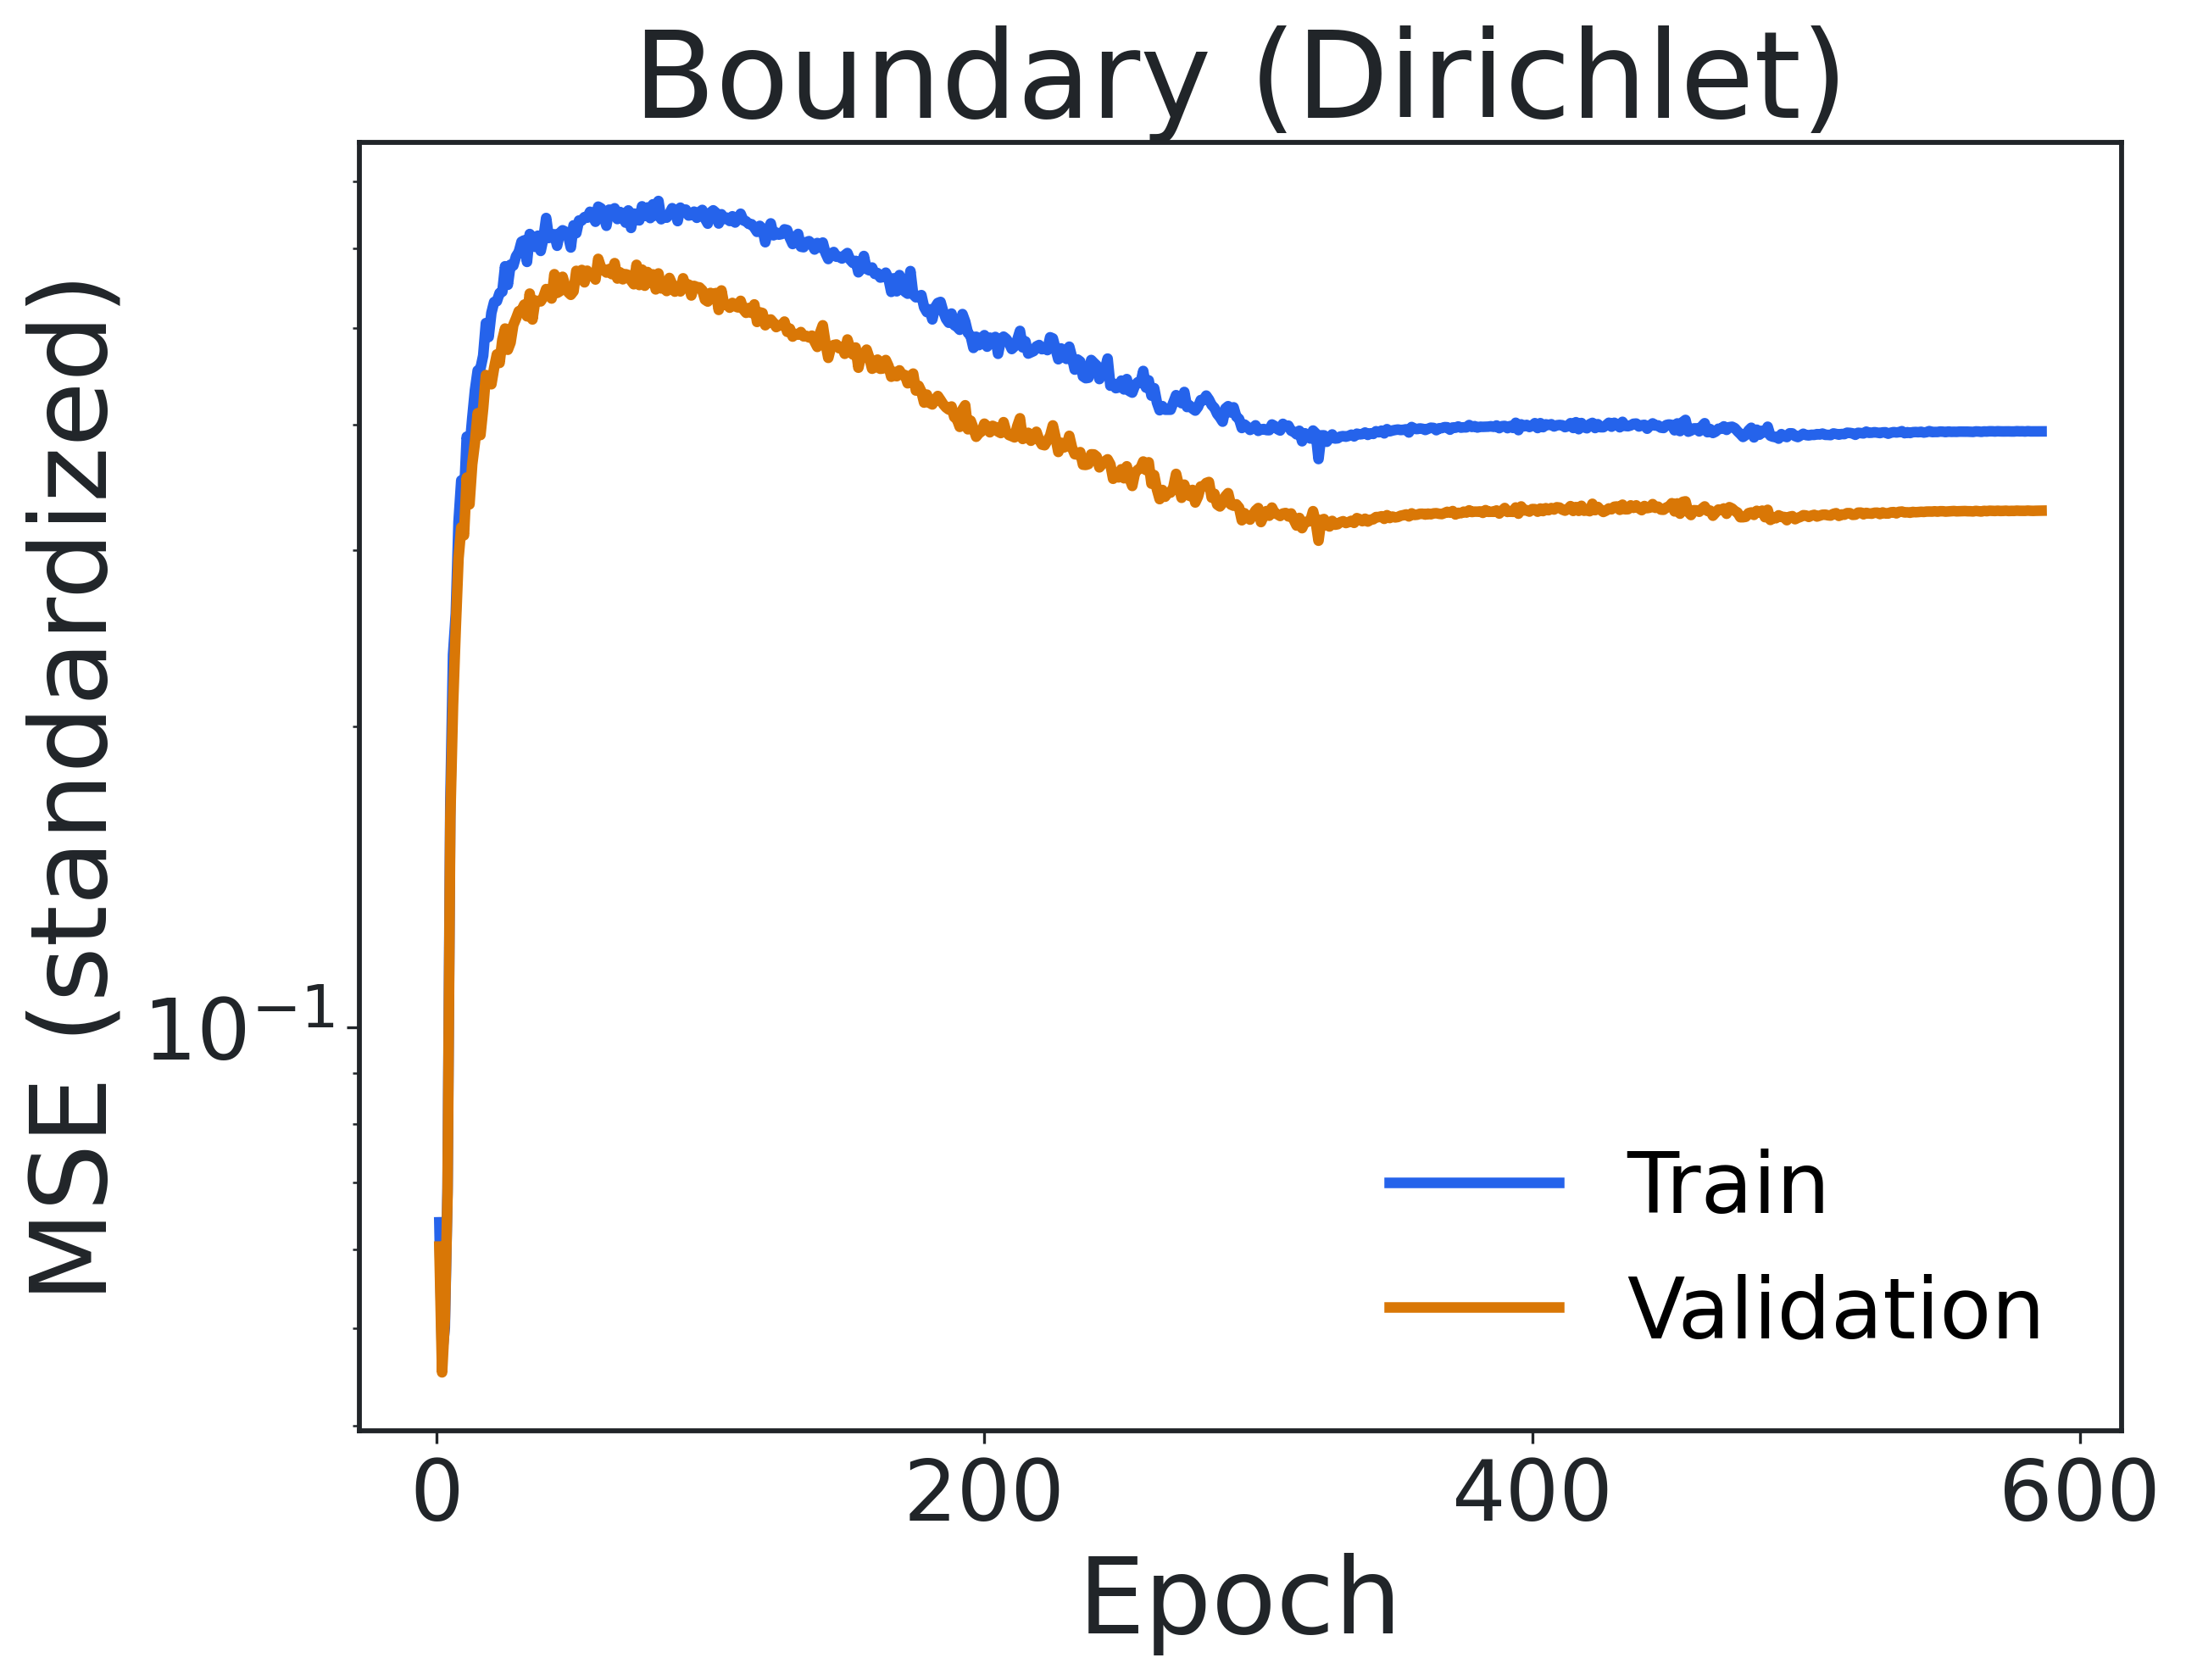 Boundary (Dirichlet)
MSE (standardized)
10⁻¹
Train
Validation
0 200 400 600
Epoch